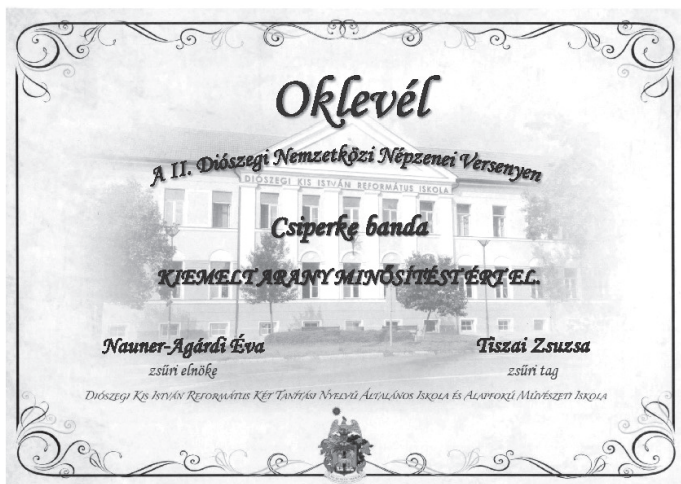 Oklevél
A II. Diószegi Nemzetközi Népzenei Versenyen
DIÓSZEGI KIS ISTVÁN REFORMÁTUS ISKOLA
Csiperke banda
KIEMELT ARANY MINŐSÍTÉST ÉRT EL.
Nauner-Agárdi Éva
zsűri elnöke
Tiszai Zsuzsa
zsűri tag
Diószegi Kis István Református Két Tanítási Nyelvű Általános Iskola és Alapfokú Művészeti Iskola